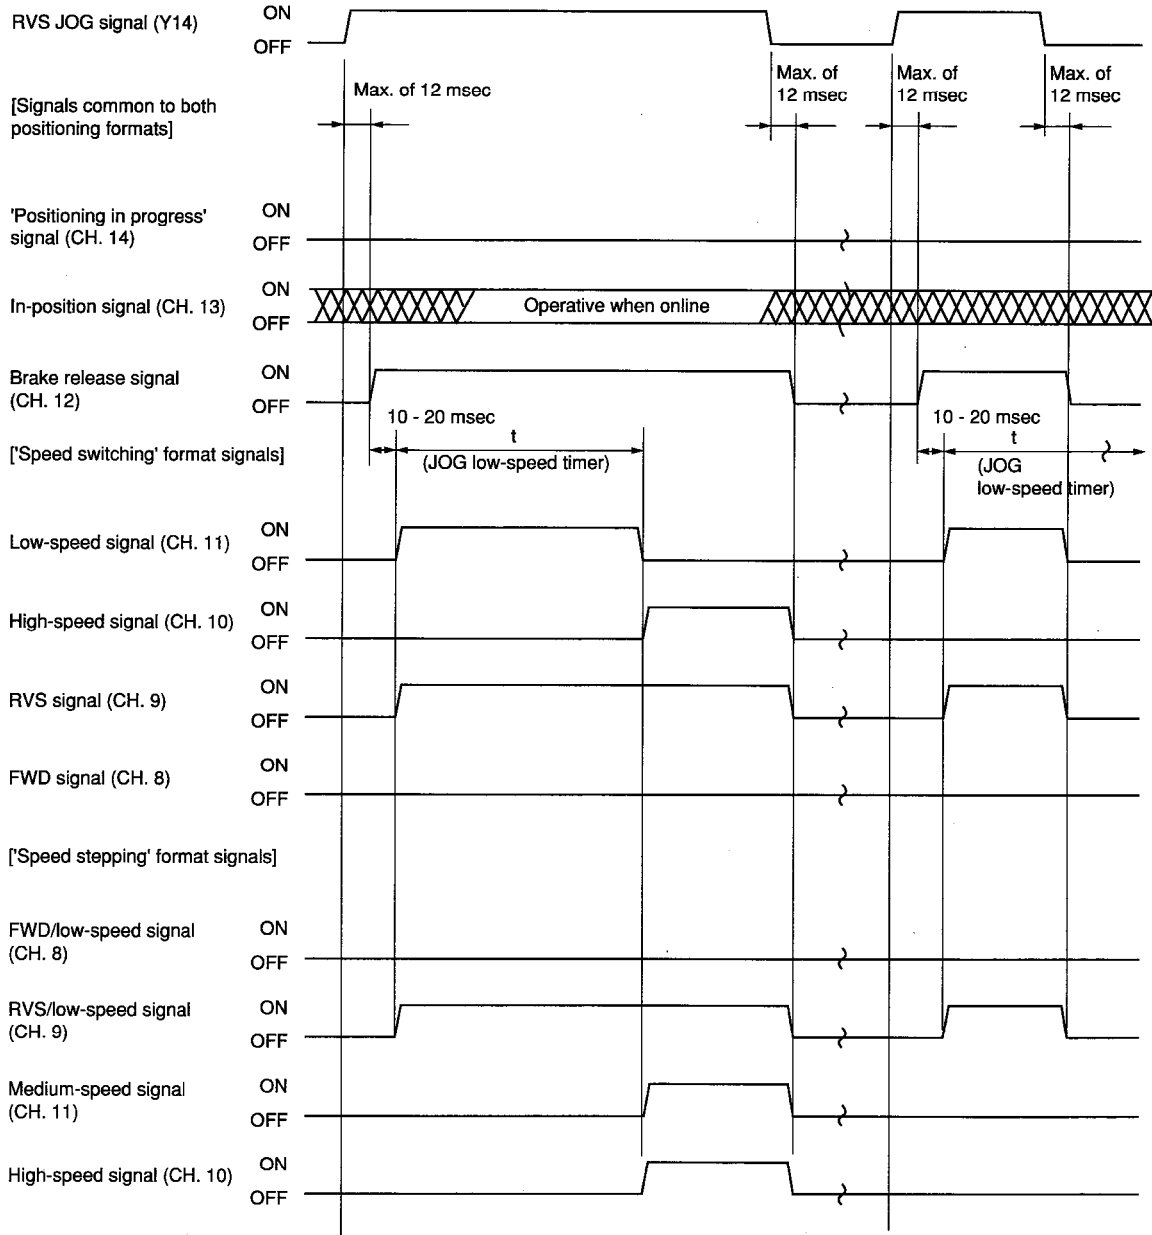 RVS JOG signal (Y14)
ON
OFF
Max. of 12 msec
Max. of
12 msec
Max. of
12 msec
Max. of
12 msec
[Signals common to both
positioning formats]
'Positioning in progress'
signal (CH. 14)
ON
OFF
In-position signal (CH. 13)
ON
OFF
Operative when online
Brake release signal
(CH. 12)
ON
OFF
10 - 20 msec
t
(JOG low-speed timer)
10 - 20 msec
t
(JOG
low-speed timer)
['Speed switching' format signals]
Low-speed signal (CH. 11)
ON
OFF
High-speed signal (CH. 10)
ON
OFF
RVS signal (CH. 9)
ON
OFF
FWD signal (CH. 8)
ON
OFF
['Speed stepping' format signals]
FWD/low-speed signal
(CH. 8)
ON
OFF
RVS/low-speed signal
(CH. 9)
ON
OFF
Medium-speed signal
(CH. 11)
ON
OFF
High-speed signal (CH. 10)
ON
OFF